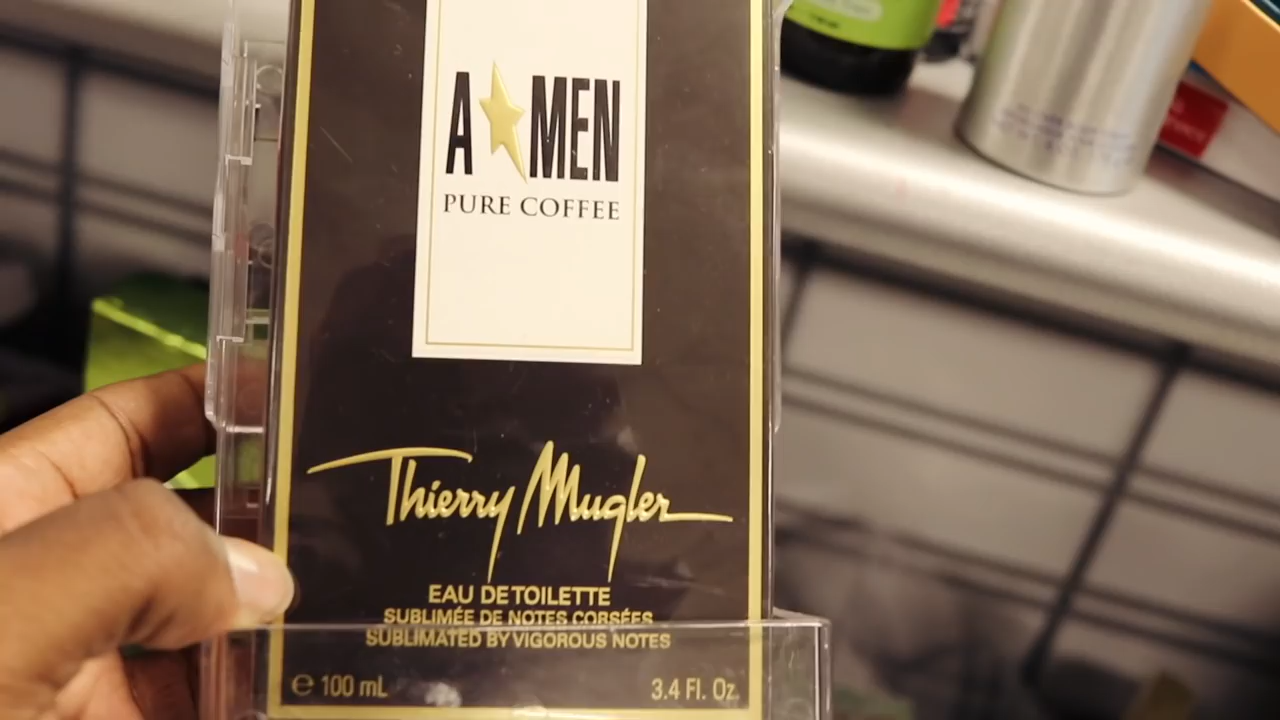 A MEN
PURE COFFEE
Thierry Mugler
EAU DE TOILETTE
SUBLIMÉE DE NOTES CORSÉES
SUBLIMATED BY VIGOROUS NOTES
e 100 mL
3.4 Fl. Oz.